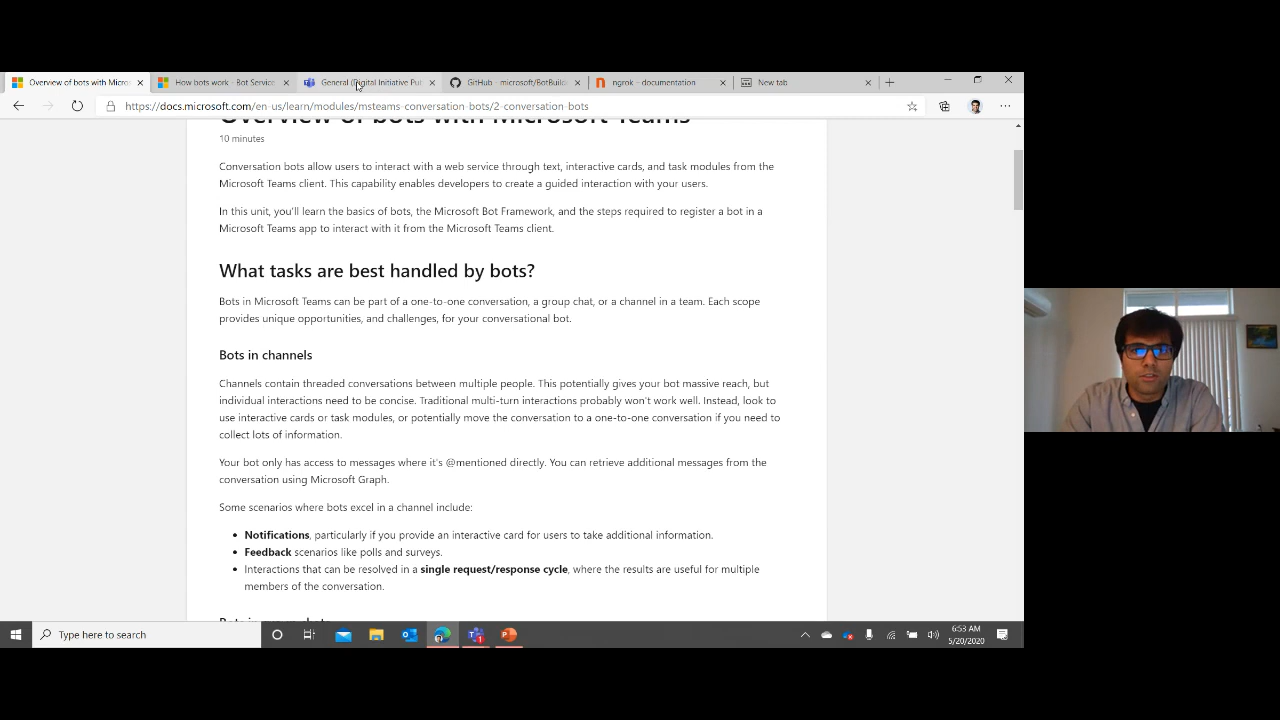 Overview of bots with Micro
How bots work - Bot Service
General (Digital Initiative Pub
GitHub - microsoft/BotBuild
ngrok - documentation
New tab
https://docs.microsoft.com/en-us/learn/modules/msteams-conversation-bots/2-conversation-bots
Overview of bots with Microsoft Teams
10 minutes
Conversation bots allow users to interact with a web service through text, interactive cards, and task modules from the
Microsoft Teams client. This capability enables developers to create a guided interaction with your users.
In this unit, you'll learn the basics of bots, the Microsoft Bot Framework, and the steps required to register a bot in a
Microsoft Teams app to interact with it from the Microsoft Teams client.
What tasks are best handled by bots?
Bots in Microsoft Teams can be part of a one-to-one conversation, a group chat, or a channel in a team. Each scope
provides unique opportunities, and challenges, for your conversational bot.
Bots in channels
Channels contain threaded conversations between multiple people. This potentially gives your bot massive reach, but
individual interactions need to be concise. Traditional multi-turn interactions probably won't work well. Instead, look to
use interactive cards or task modules, or potentially move the conversation to a one-to-one conversation if you need to
collect lots of information.
Your bot only has access to messages where it's @mentioned directly. You can retrieve additional messages from the
conversation using Microsoft Graph.
Some scenarios where bots excel in a channel include:
• Notifications, particularly if you provide an interactive card for users to take additional information.
• Feedback scenarios like polls and surveys.
• Interactions that can be resolved in a single request/response cycle, where the results are useful for multiple
members of the conversation.
Type here to search
6:53 AM
5/20/2020